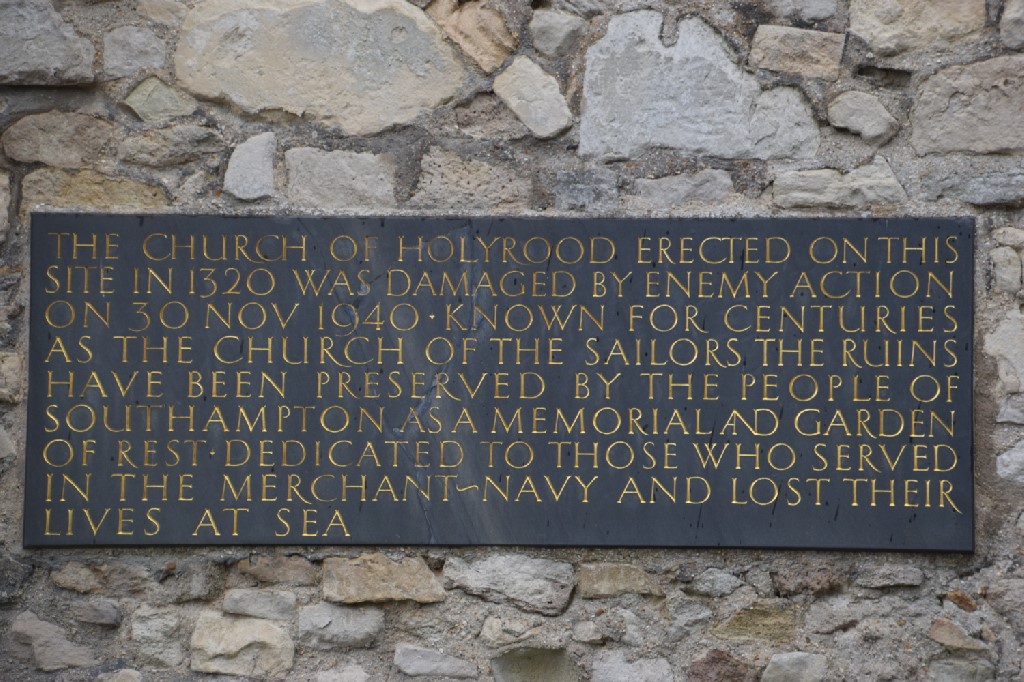 THE CHURCH OF HOLYROOD ERECTED ON THIS
SITE IN 1320 WAS DAMAGED BY ENEMY ACTION
ON 30 NOV 1940 · KNOWN FOR CENTURIES
AS THE CHURCH OF THE SAILORS THE RUINS
HAVE BEEN PRESERVED BY THE PEOPLE OF
SOUTHAMPTON AS A MEMORIAL AND GARDEN
OF REST · DEDICATED TO THOSE WHO SERVED
IN THE MERCHANT~NAVY AND LOST THEIR
LIVES AT SEA